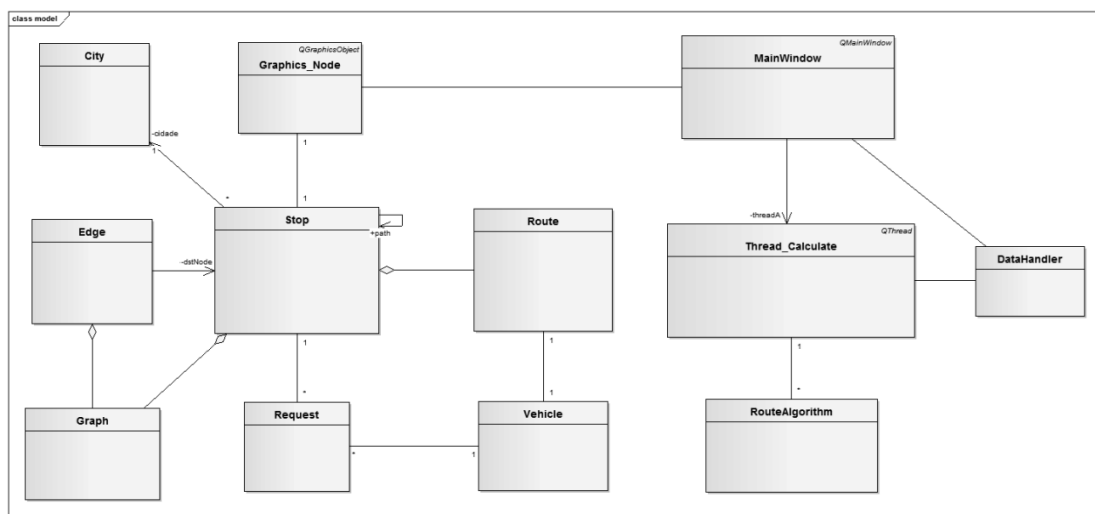 class model
City
QGraphicsObject
Graphics_Node
QMainWindow
MainWindow
-cidade
1
*
1
1
Stop
+path
Route
Edge
-dstNode
-threadA
QThread
Thread_Calculate
DataHandler
1
*
1
1
1
*
Graph
Request
Vehicle
RouteAlgorithm
*
1